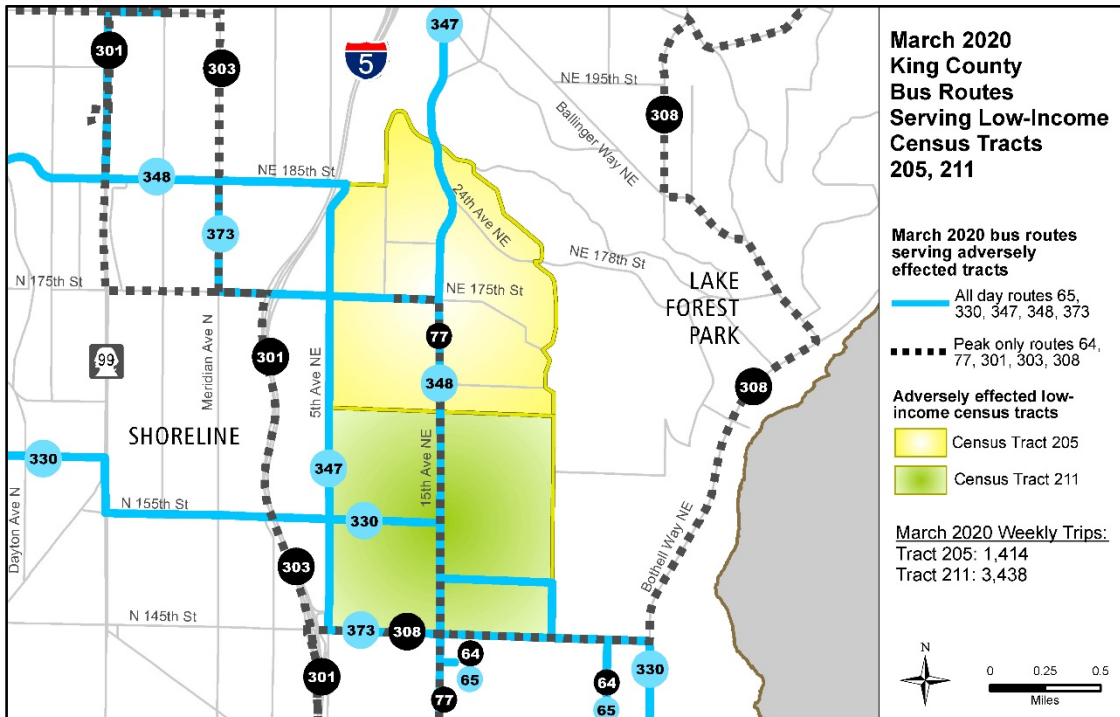 347
301
303
5
NE 195th St
Ballinger Way NE
308
348
NE 185th St
24th Ave NE
373
NE 178th St
N 175th St
NE 175th St
LAKE
FOREST
PARK
77
301
99
Meridian Ave N
5th Ave NE
348
308
SHORELINE
330
347
15th Ave NE
N 155th St
330
Dayton Ave N
303
Bothell Way NE
N 145th St
373
308
301
64
65
77
64
65
330
March 2020
King County
Bus Routes
Serving Low-Income
Census Tracts
205, 211
March 2020 bus routes
serving adversely
effected tracts
All day routes 65,
330, 347, 348, 373
Peak only routes 64,
77, 301, 303, 308
Adversely effected low-
income census tracts
Census Tract 205
Census Tract 211
March 2020 Weekly Trips:
Tract 205: 1,414
Tract 211: 3,438
N
0 0.25 0.5
Miles